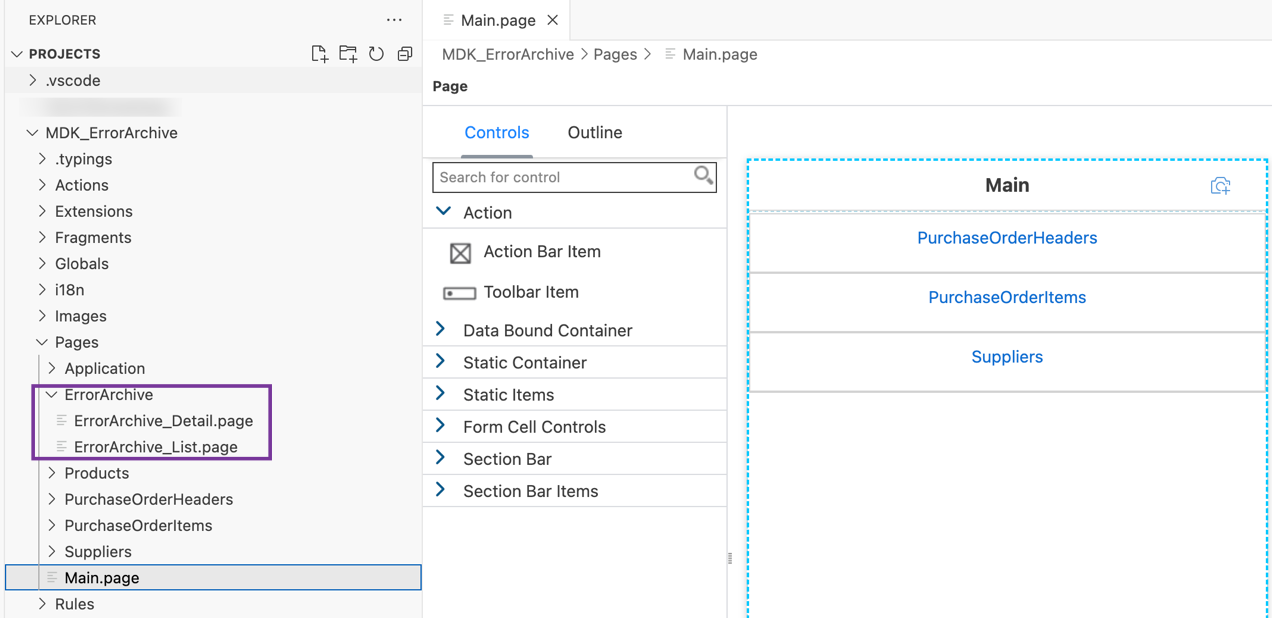 EXPLORER
PROJECTS
.vscode
MDK_ErrorArchive
.typings
Actions
Extensions
Fragments
Globals
i18n
Images
Pages
Application
ErrorArchive
ErrorArchive_Detail.page
ErrorArchive_List.page
Products
PurchaseOrderHeaders
PurchaseOrderItems
Suppliers
Main.page
Rules
Main.page
MDK_ErrorArchive > Pages > Main.page
Page
Controls Outline
Search for control
Action
Action Bar Item
Toolbar Item
Data Bound Container
Static Container
Static Items
Form Cell Controls
Section Bar
Section Bar Items
Main
PurchaseOrderHeaders
PurchaseOrderItems
Suppliers